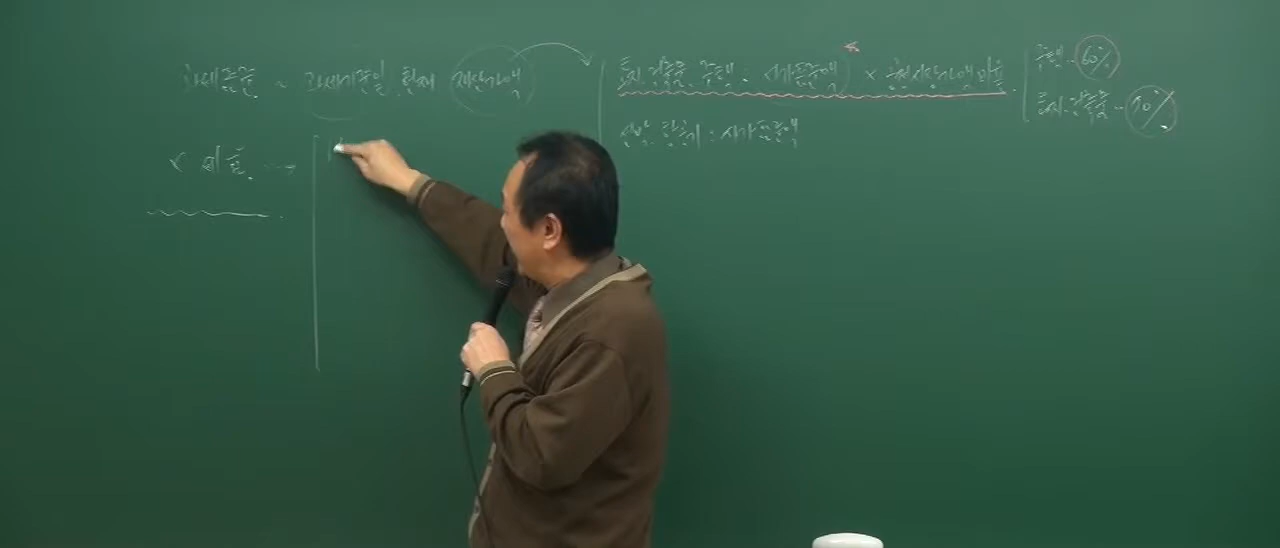 과세표준 ~ 과세기준일 현재 재산가액
토지, 건축물, 주택 : 시가표준액 × 공정시장가액비율
주택 - 60%
토지, 건축물 - 70%
선박, 항공기 : 시가표준액
× 세율 →